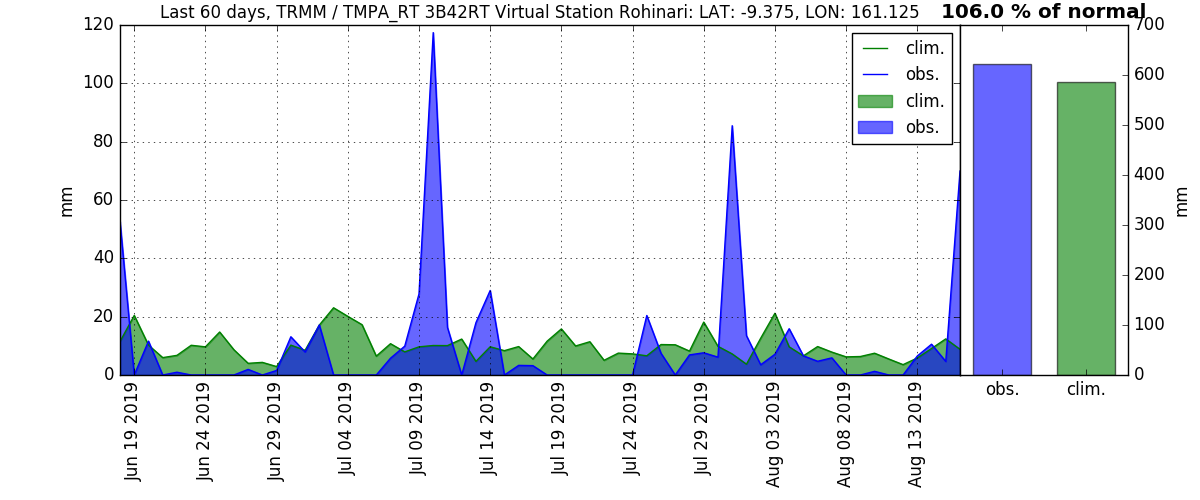 Last 60 days, TRMM / TMPA_RT 3B42RT Virtual Station Rohinari: LAT: -9.375, LON: 161.125
106.0 % of normal
120
100
80
60
40
20
0
mm
clim.
obs.
clim.
obs.
700
600
500
400
300
200
100
0
mm
Jun 19 2019
Jun 24 2019
Jun 29 2019
Jul 04 2019
Jul 09 2019
Jul 14 2019
Jul 19 2019
Jul 24 2019
Jul 29 2019
Aug 03 2019
Aug 08 2019
Aug 13 2019
obs.
clim.